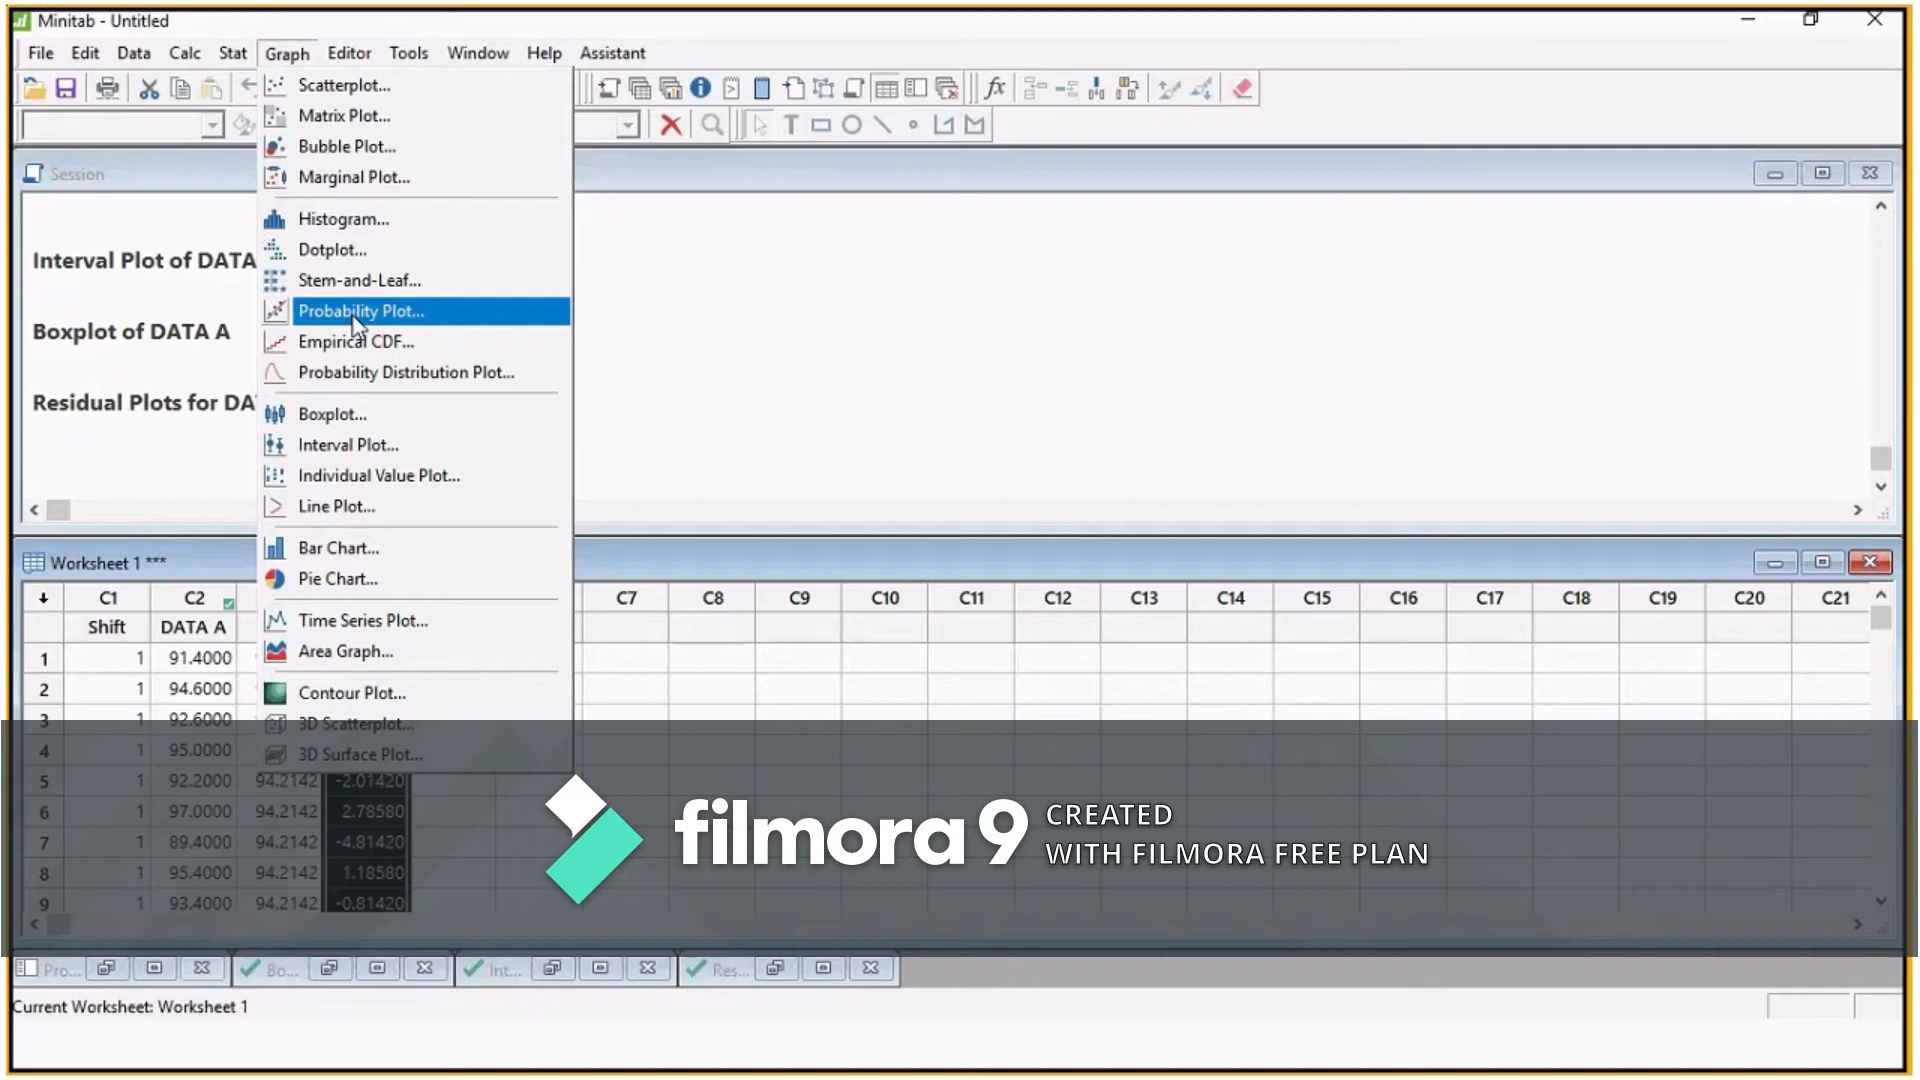 Minitab - Untitled
File Edit Data Calc Stat Graph Editor Tools Window Help Assistant
Scatterplot...
Matrix Plot...
Bubble Plot...
Marginal Plot...
Histogram...
Dotplot...
Stem-and-Leaf...
Probability Plot...
Empirical CDF...
Probability Distribution Plot...
Boxplot...
Interval Plot...
Individual Value Plot...
Line Plot...
Bar Chart...
Pie Chart...
Time Series Plot...
Area Graph...
Contour Plot...
3D Scatterplot...
3D Surface Plot...
fx
T
Session
Interval Plot of DATA
Boxplot of DATA A
Residual Plots for DA
Worksheet 1 ***
C1 C2 C7 C8 C9 C10 C11 C12 C13 C14 C15 C16 C17 C18 C19 C20 C21
Shift DATA A
1 1 91.4000
2 1 94.6000
3 1 92.6000
4 1 95.0000
5 1 92.2000 94.2142 -2.01420
6 1 97.0000 94.2142 2.78580
7 1 89.4000 94.2142 -4.81420
8 1 95.4000 94.2142 1.18580
9 1 93.4000 94.2142 -0.81420
filmora 9
CREATED
WITH FILMORA FREE PLAN
Pro... Bo... Int... Res...
Current Worksheet: Worksheet 1